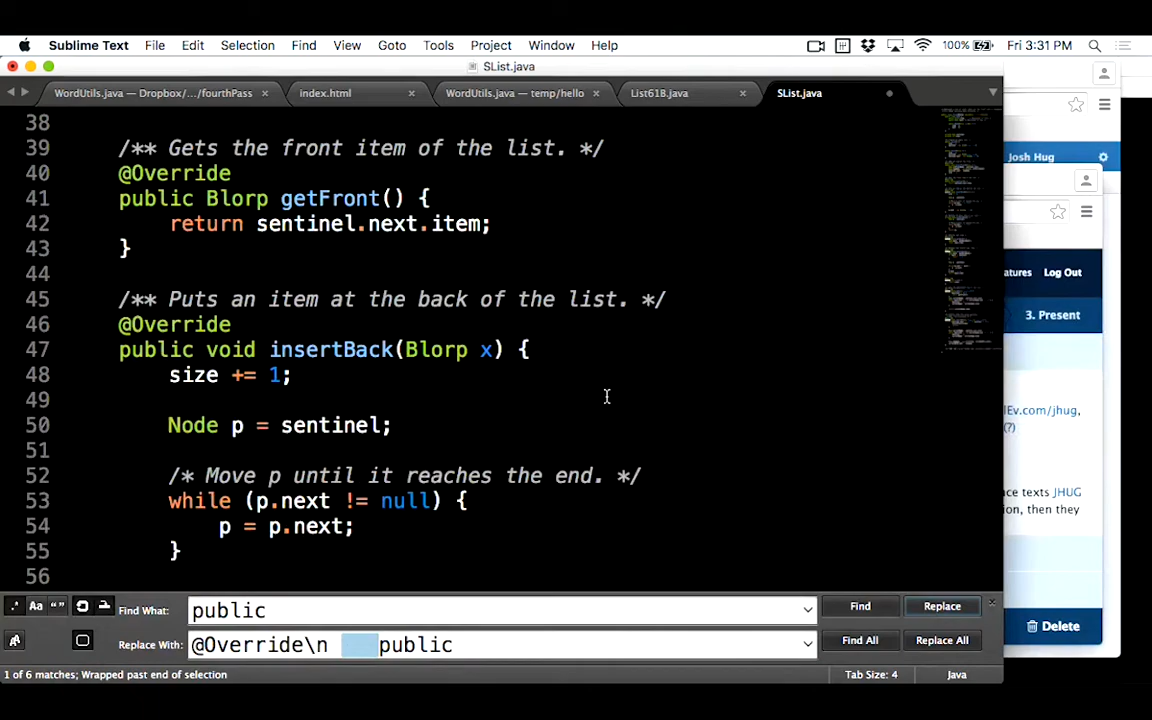 Sublime Text File Edit Selection Find View Goto Tools Project Window Help 100% Fri 3:31 PM
SList.java
WordUtils.java — Dropbox/.../fourthPass × index.html × WordUtils.java — temp/hello × List61B.java × SList.java
38
39 /** Gets the front item of the list. */
40 @Override
41 public Blorp getFront() {
42 return sentinel.next.item;
43 }
44
45 /** Puts an item at the back of the list. */
46 @Override
47 public void insertBack(Blorp x) {
48 size += 1;
49
50 Node p = sentinel;
51
52 /* Move p until it reaches the end. */
53 while (p.next != null) {
54 p = p.next;
55 }
56
.* Aa “” Find What: public Find Replace ×
Replace With: @Override\n    public Find All Replace All
1 of 6 matches; Wrapped past end of selection Tab Size: 4 Java
Josh Hug
atures Log Out
3. Present
lEv.com/jhug,
(?)
uce texts JHUG
on, then they
Delete